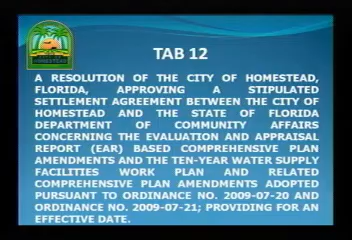 TAB 12
A RESOLUTION OF THE CITY OF HOMESTEAD,
FLORIDA, APPROVING A STIPULATED
SETTLEMENT AGREEMENT BETWEEN THE CITY OF
HOMESTEAD AND THE STATE OF FLORIDA
DEPARTMENT OF COMMUNITY AFFAIRS
CONCERNING THE EVALUATION AND APPRAISAL
REPORT (EAR) BASED COMPREHENSIVE PLAN
AMENDMENTS AND THE TEN-YEAR WATER SUPPLY
FACILITIES WORK PLAN AND RELATED
COMPREHENSIVE PLAN AMENDMENTS ADOPTED
PURSUANT TO ORDINANCE NO. 2009-07-20 AND
ORDINANCE NO. 2009-07-21; PROVIDING FOR AN
EFFECTIVE DATE.